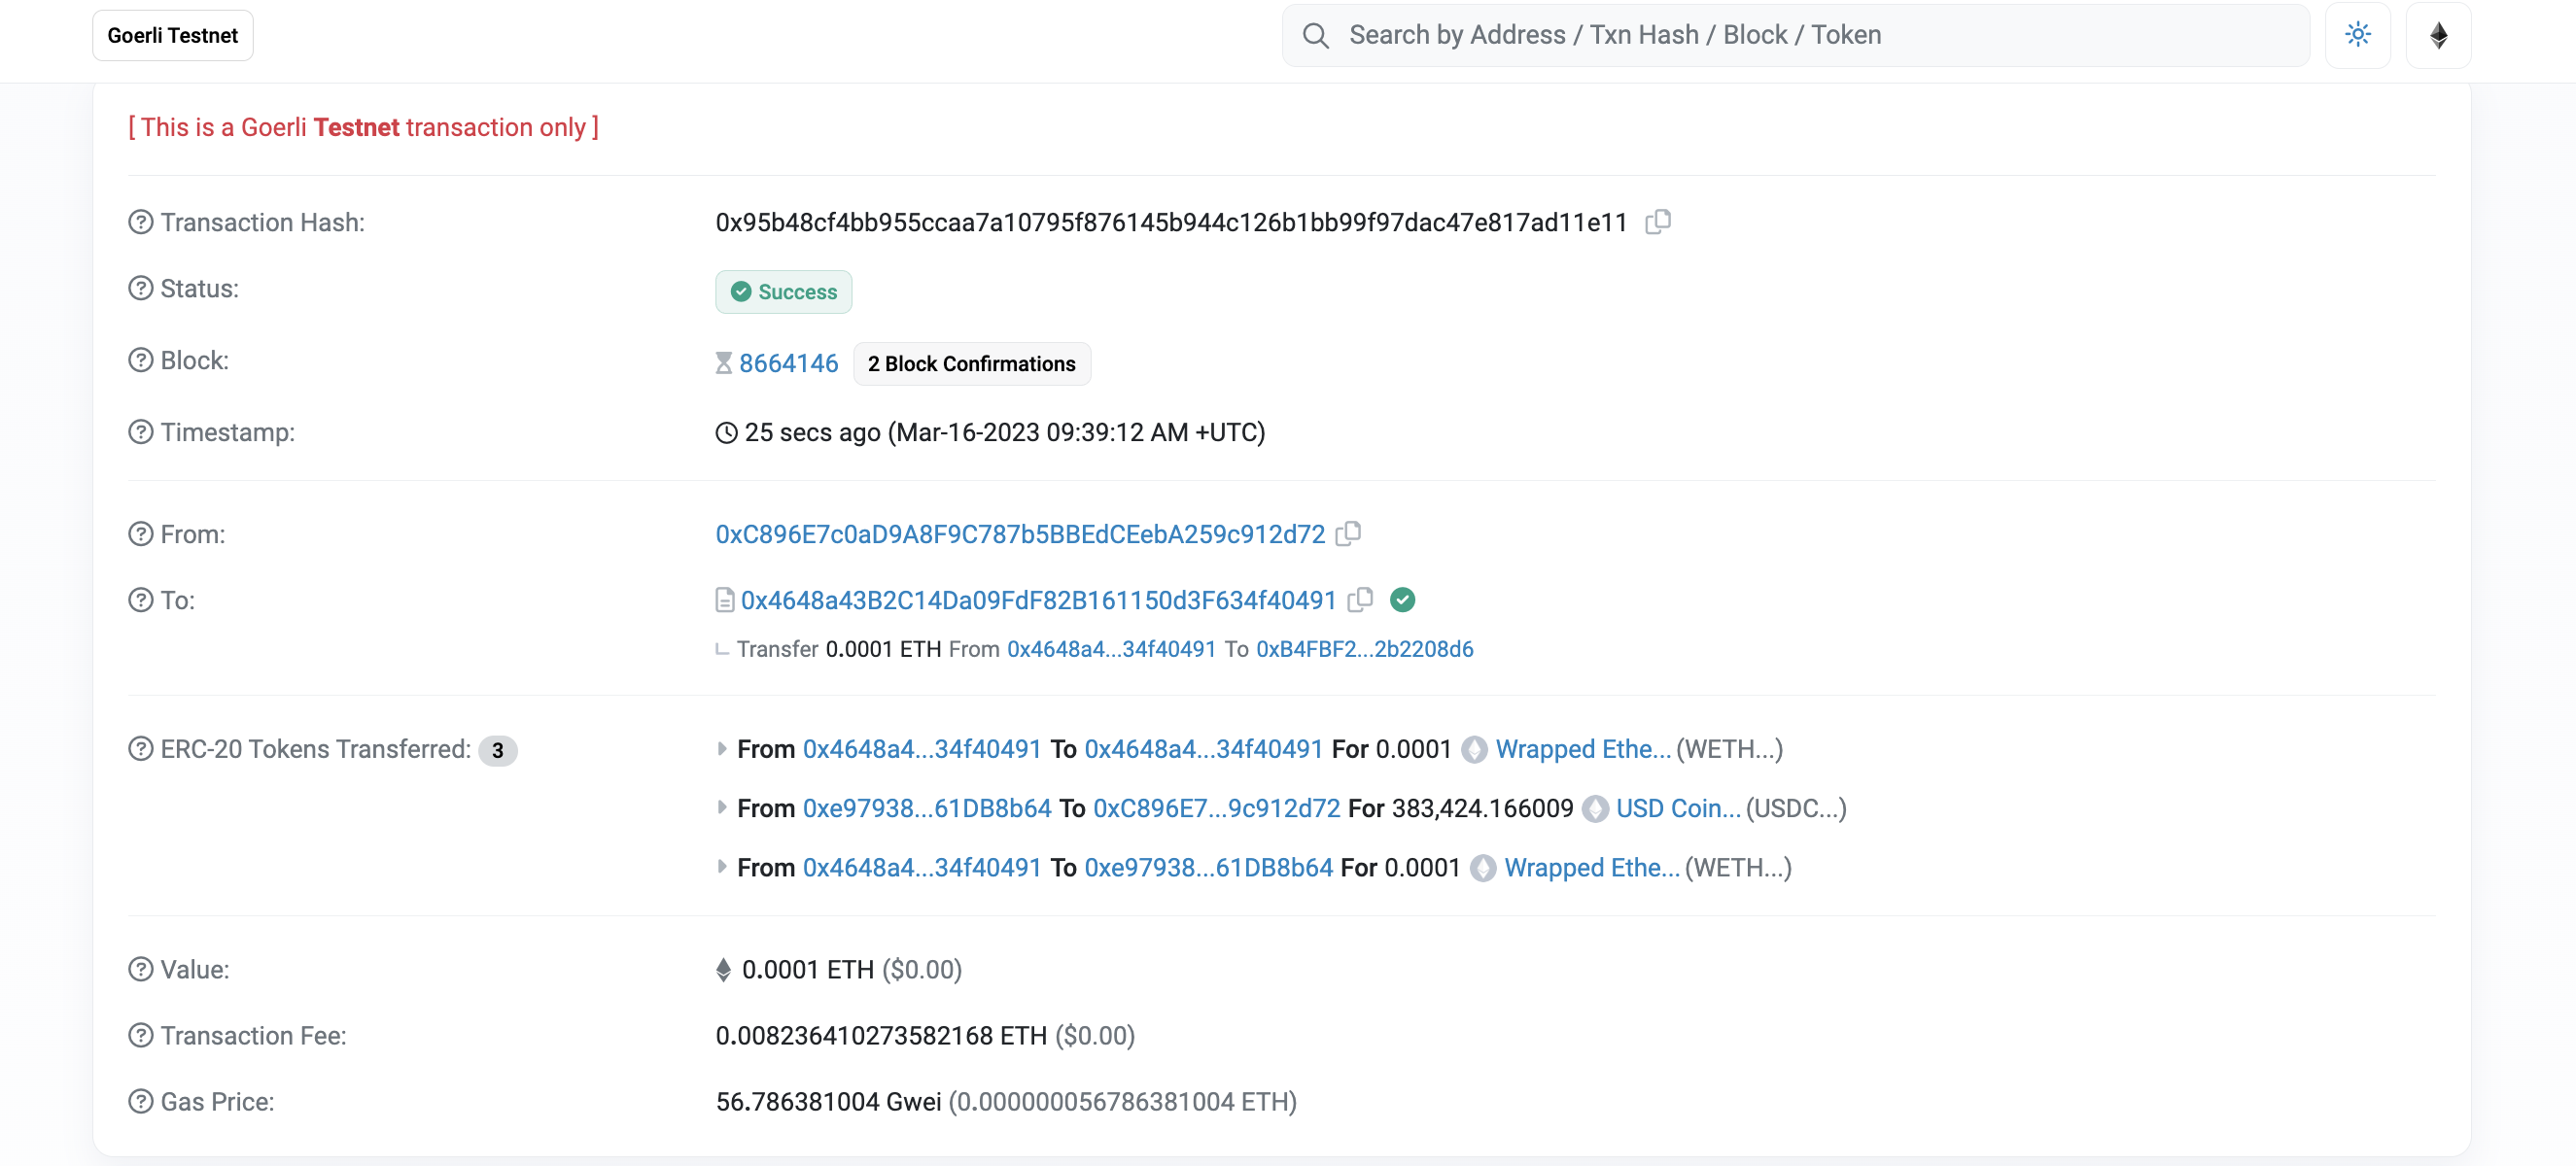 Goerli Testnet
Search by Address / Txn Hash / Block / Token
[ This is a Goerli Testnet transaction only ]
Transaction Hash: 0x95b48cf4bb955ccaa7a10795f876145b944c126b1bb99f97dac47e817ad11e11
Status: Success
Block: 8664146 2 Block Confirmations
Timestamp: 25 secs ago (Mar-16-2023 09:39:12 AM +UTC)
From: 0xC896E7c0aD9A8F9C787b5BBEdCEebA259c912d72
To: 0x4648a43B2C14Da09FdF82B161150d3F634f40491
Transfer 0.0001 ETH From 0x4648a4...34f40491 To 0xB4FBF2...2b2208d6
ERC-20 Tokens Transferred: 3 From 0x4648a4...34f40491 To 0x4648a4...34f40491 For 0.0001 Wrapped Ethe... (WETH...)
From 0xe97938...61DB8b64 To 0xC896E7...9c912d72 For 383,424.166009 USD Coin... (USDC...)
From 0x4648a4...34f40491 To 0xe97938...61DB8b64 For 0.0001 Wrapped Ethe... (WETH...)
Value: 0.0001 ETH ($0.00)
Transaction Fee: 0.008236410273582168 ETH ($0.00)
Gas Price: 56.786381004 Gwei (0.000000056786381004 ETH)